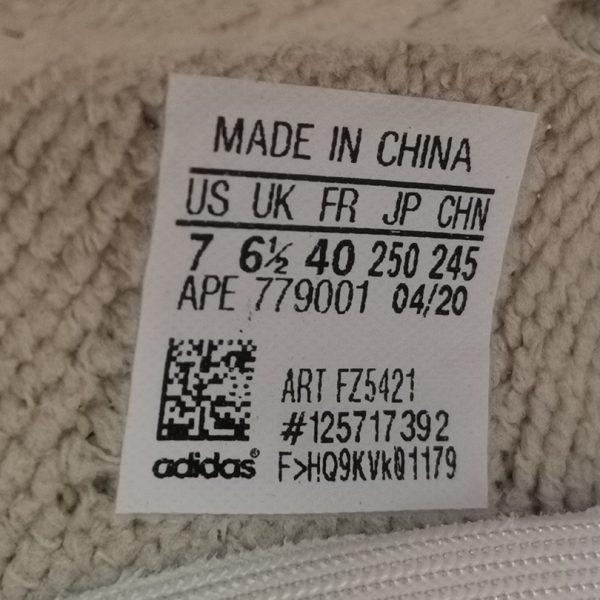 MADE IN CHINA
US UK FR JP CHN
7 6½ 40 250 245
APE 779001 04/20
ART FZ5421
#125717392
adidas® F>HQ9KVk01179